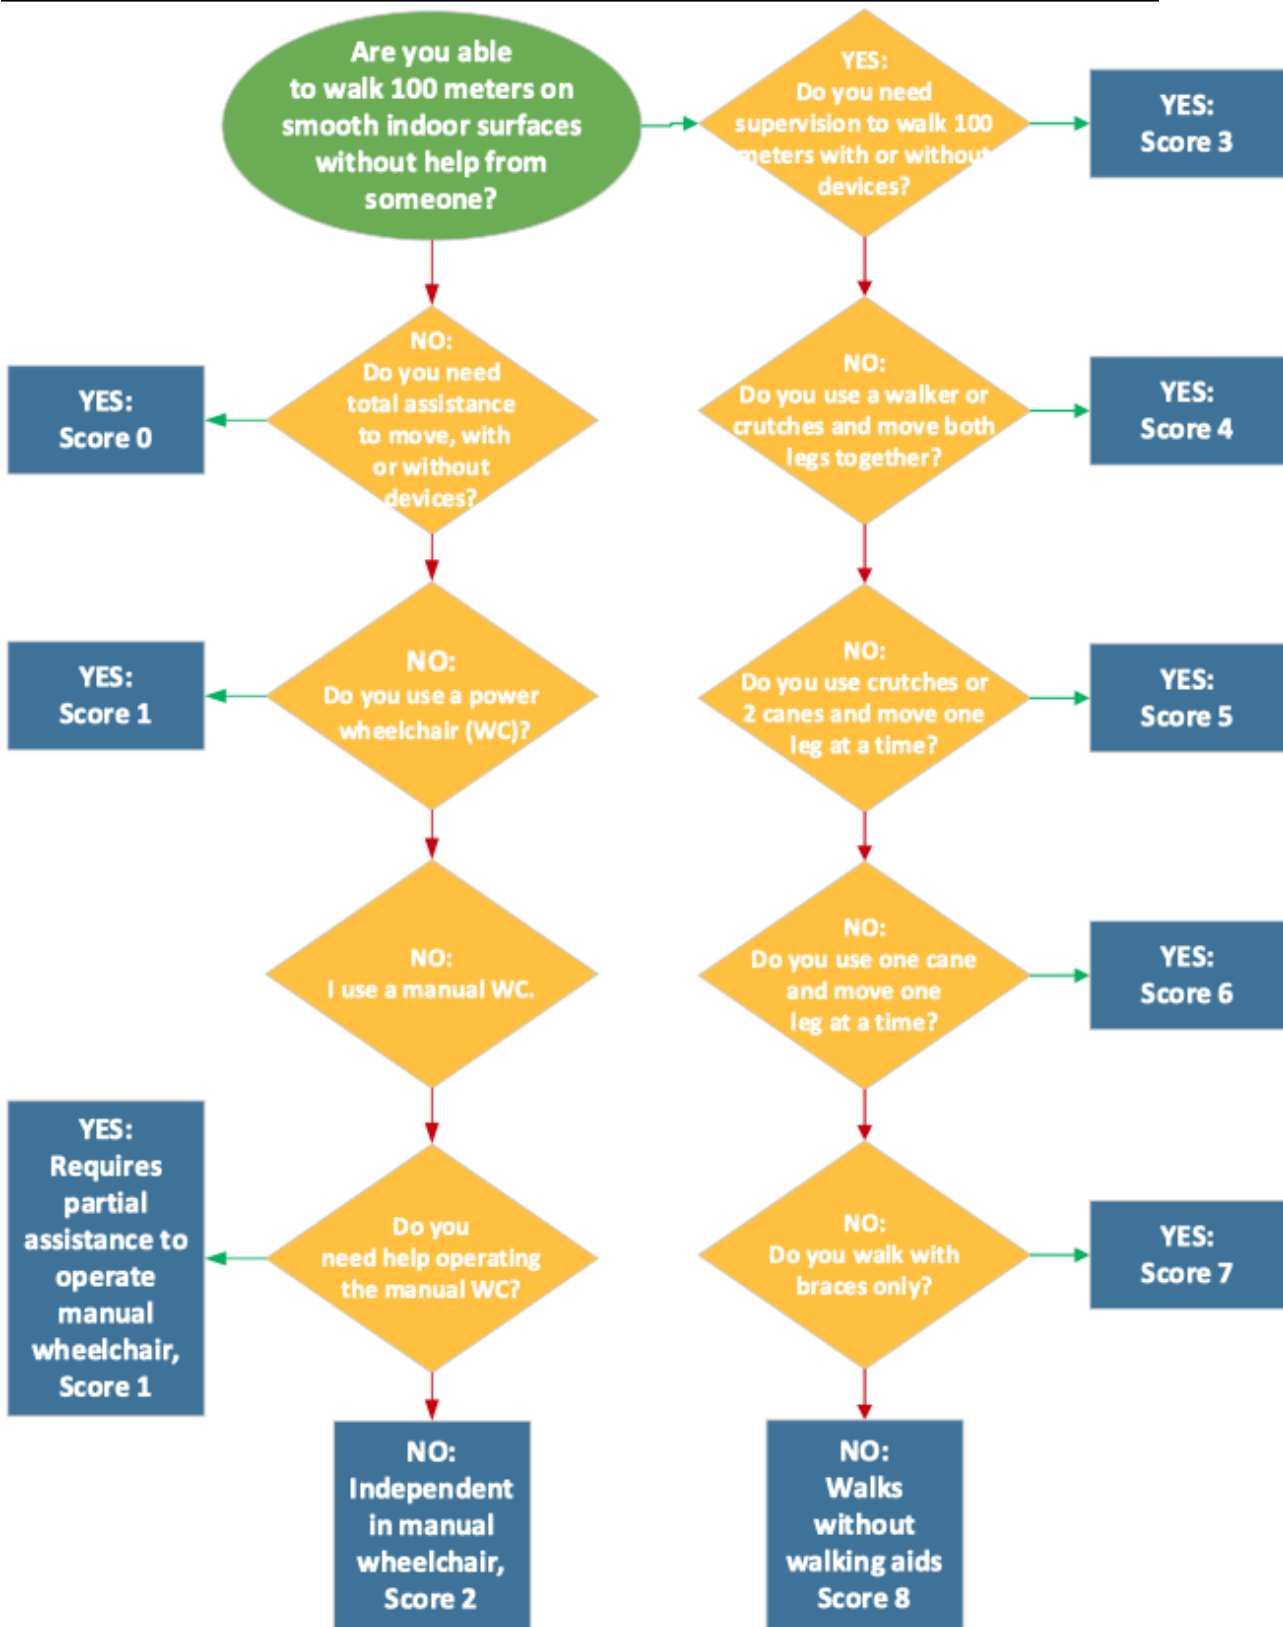 Are you able
to walk 100 meters on
smooth indoor surfaces
without help from
someone?
YES:
Do you need
supervision to walk 100
meters with or without
devices?
YES:
Score 3
NO:
Do you need
total assistance
to move, with
or without
devices?
YES:
Score 0
NO:
Do you use a walker or
crutches and move both
legs together?
YES:
Score 4
NO:
Do you use a power
wheelchair (WC)?
YES:
Score 1
NO:
Do you use crutches or
2 canes and move one
leg at a time?
YES:
Score 5
NO:
I use a manual WC.
NO:
Do you use one cane
and move one
leg at a time?
YES:
Score 6
YES:
Requires
partial
assistance to
operate
manual
wheelchair,
Score 1
Do you
need help operating
the manual WC?
NO:
Do you walk with
braces only?
YES:
Score 7
NO:
Independent
in manual
wheelchair,
Score 2
NO:
Walks
without
walking aids
Score 8